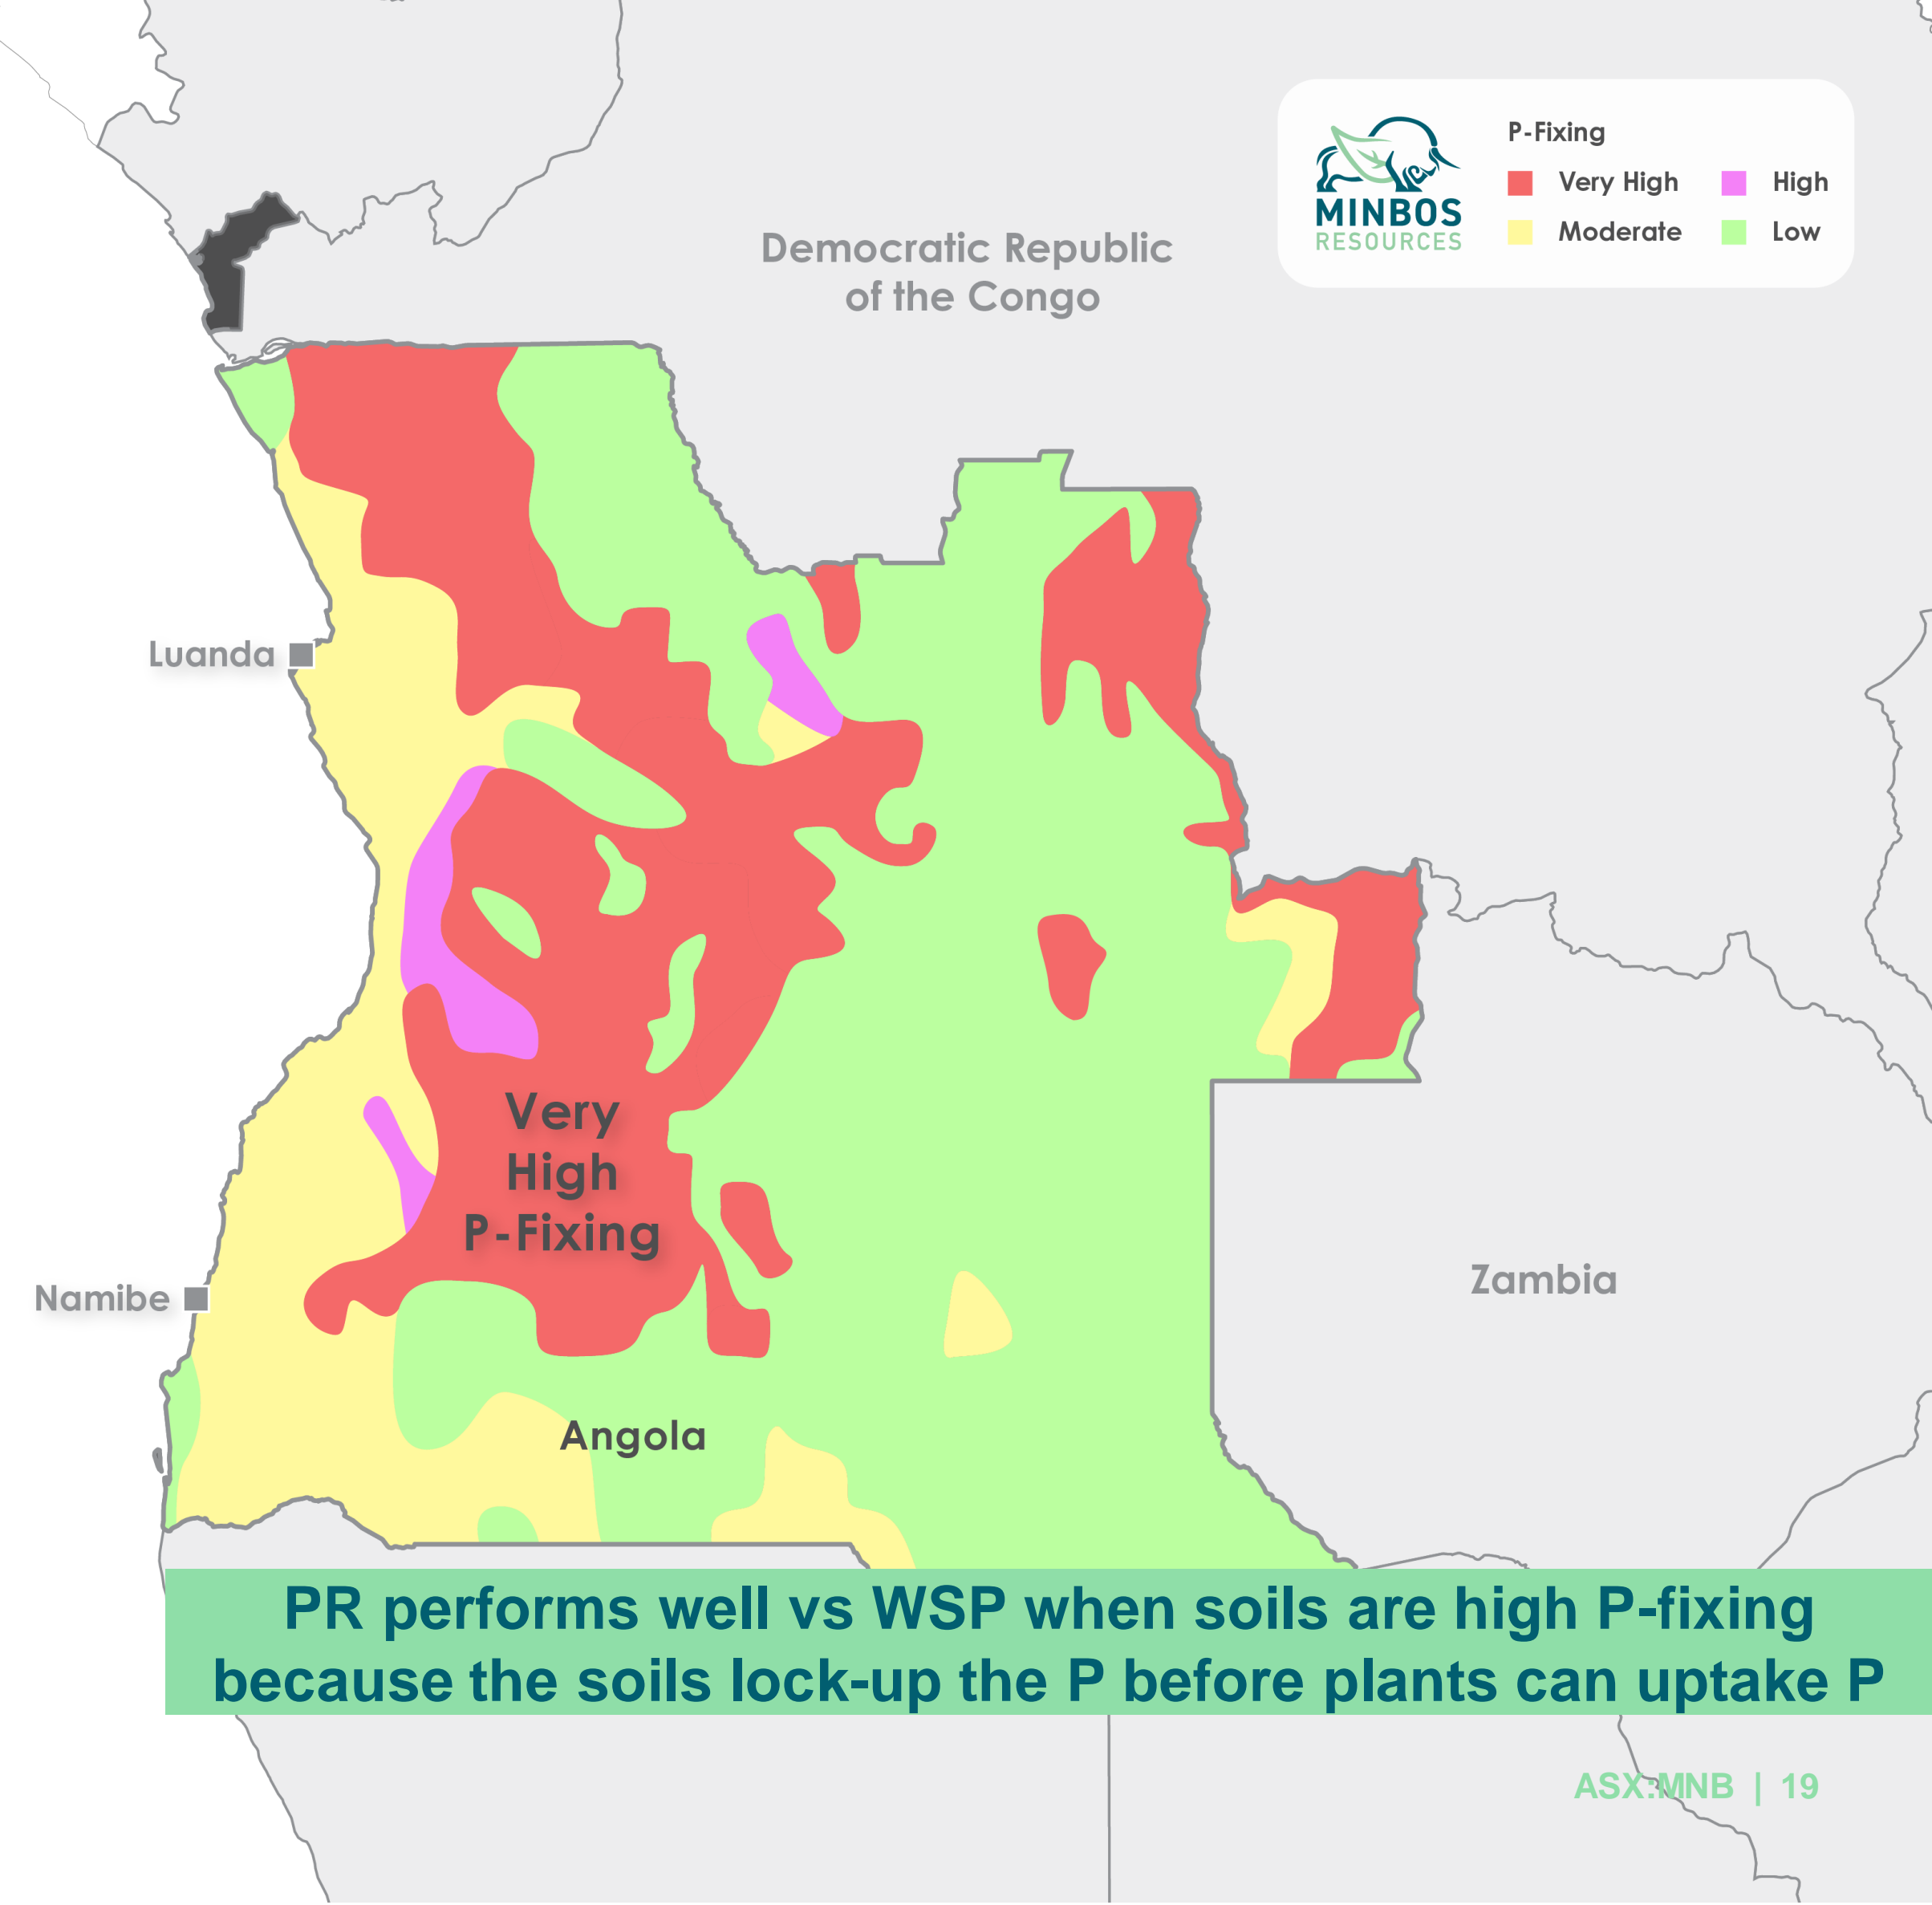 MINBOS
RESOURCES
P-Fixing
Very High
High
Moderate
Low
Democratic Republic
of the Congo
Luanda
Very
High
P-Fixing
Namibe
Zambia
Angola
PR performs well vs WSP when soils are high P-fixing
because the soils lock-up the P before plants can uptake P
ASX:MNB | 19